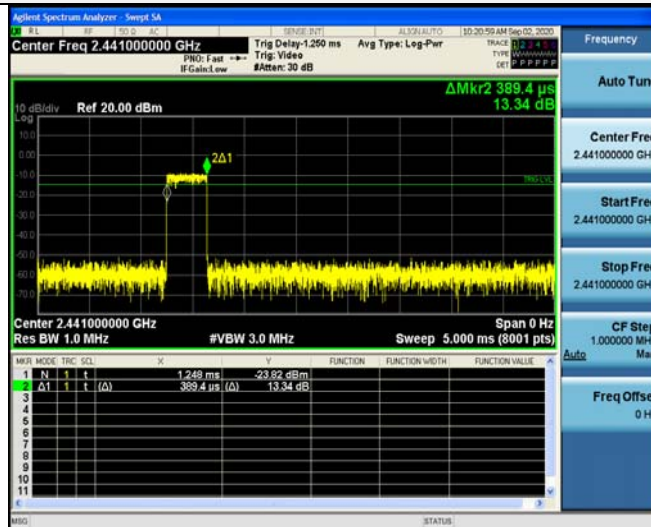 Agilent Spectrum Analyzer - Swept SA
RL RF 50 Ω AC SENSE:INT ALIGN AUTO 10:20:59 AM Sep 02, 2020
Center Freq 2.441000000 GHz
PNO: Fast
IFGain:Low
Trig Delay-1.250 ms
Trig: Video
#Atten: 30 dB
Avg Type: Log-Pwr
TRACE 1 2 3 4 5 6
TYPE
DET P P P P P P
ΔMkr2 389.4 µs
13.34 dB
10 dB/div Ref 20.00 dBm
Log
10.0
0.00
-10.0
-20.0
-30.0
-40.0
-50.0
-60.0
-70.0
2Δ1
TRIG LVL
Center 2.441000000 GHz Span 0 Hz
Res BW 1.0 MHz #VBW 3.0 MHz Sweep 5.000 ms (8001 pts)
MKR MODE TRC SCL X Y FUNCTION FUNCTION WIDTH FUNCTION VALUE
1 N 1 t 1.248 ms -23.82 dBm
2 Δ1 1 t (Δ) 389.4 µs (Δ) 13.34 dB
3
4
5
6
7
8
9
10
11
MSG STATUS
Frequency
Auto Tun
Center Fre
2.441000000 GH
Start Fre
2.441000000 GH
Stop Fre
2.441000000 GH
CF Step
1.000000 MH
Auto Ma
Freq Offse
0 H